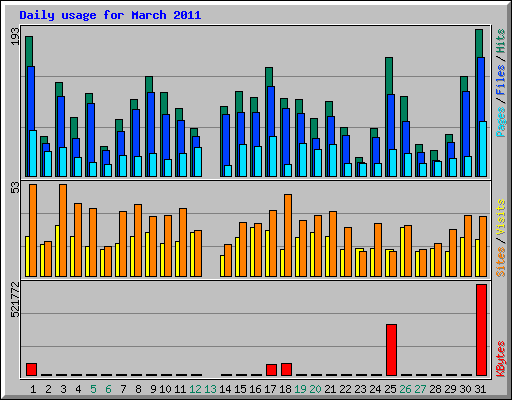 Daily usage for March 2011
193
Pages / Files / Hits
53
Sites / Visits
521772
KBytes
1 2 3 4 5 6 7 8 9 10 11 12 13 14 15 16 17 18 19 20 21 22 23 24 25 26 27 28 29 30 31